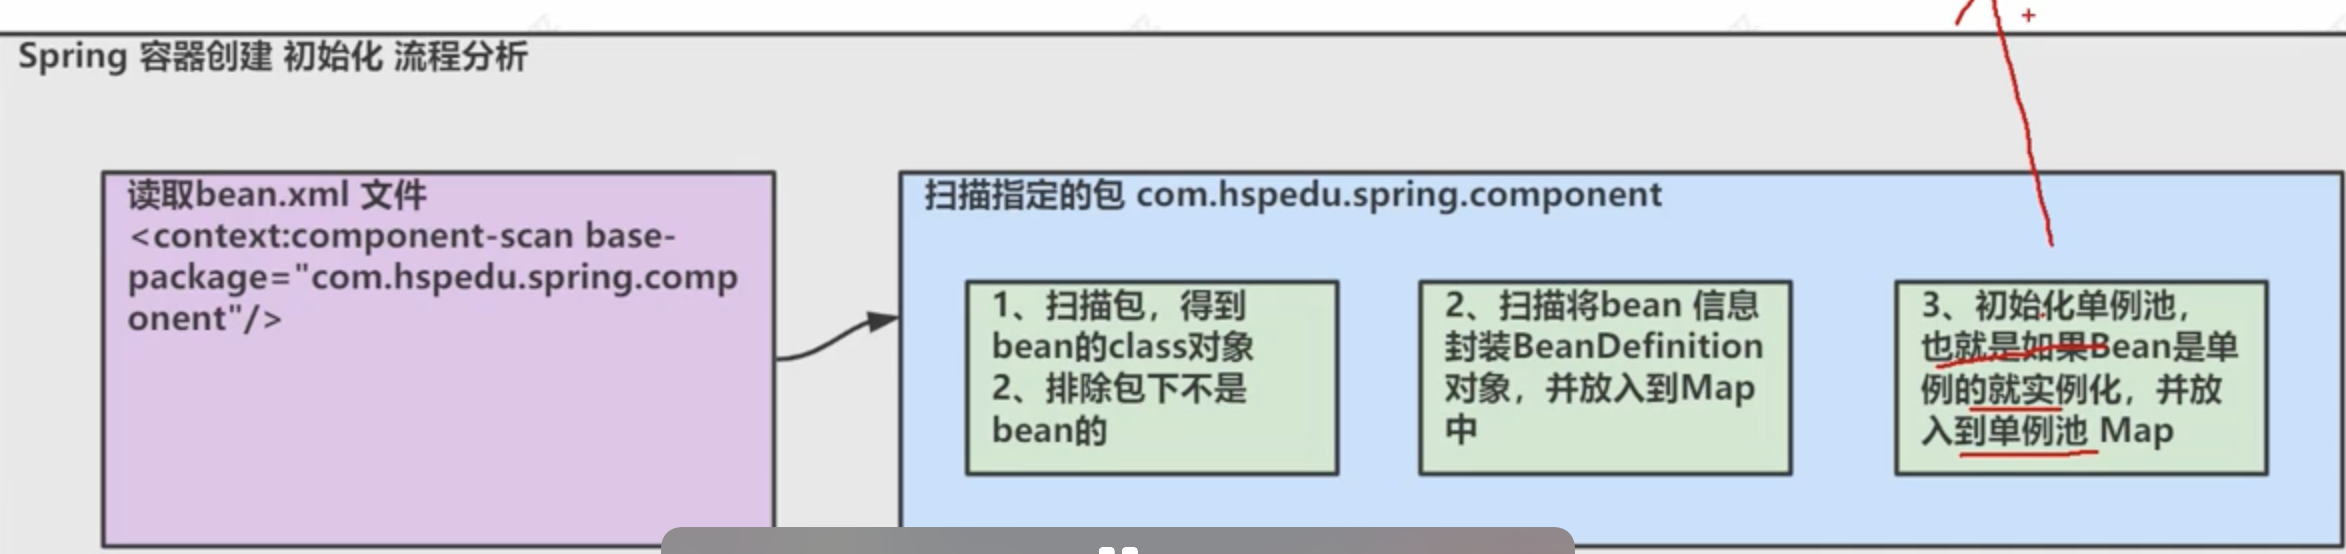 Spring 容器创建 初始化 流程分析
读取bean.xml 文件
<context:component-scan base-
package="com.hspedu.spring.comp
onent"/>
扫描指定的包 com.hspedu.spring.component
1、扫描包，得到
bean的class对象
2、排除包下不是
bean的
2、扫描将bean 信息
封装BeanDefinition
对象，并放入到Map
中
3、初始化单例池，
也就是如果Bean是单
例的就实例化，并放
入到单例池 Map